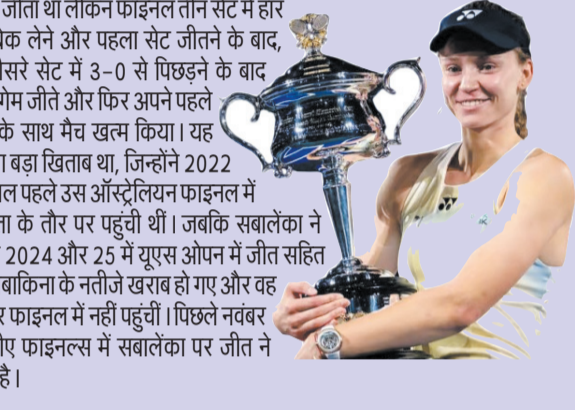 जीता था लेकिन फाइनल तीन सेट में हार
ब्रेक लेने और पहला सेट जीतने के बाद,
सरे सेट में 3-0 से पिछड़ने के बाद
गेम जीते और फिर अपने पहले
के साथ मैच खत्म किया। यह
बड़ा खिताब था, जिन्होंने 2022
ल पहले उस ऑस्ट्रेलियन फाइनल में
के तौर पर पहुंची थीं। जबकि सबालेंका ने
2024 और 25 में यूएस ओपन में जीत सहित
बाकिना के नतीजे खराब हो गए और वह
फाइनल में नहीं पहुंचीं। पिछले नवंबर
फाइनल्स में सबालेंका पर जीत ने
है।
YONEX